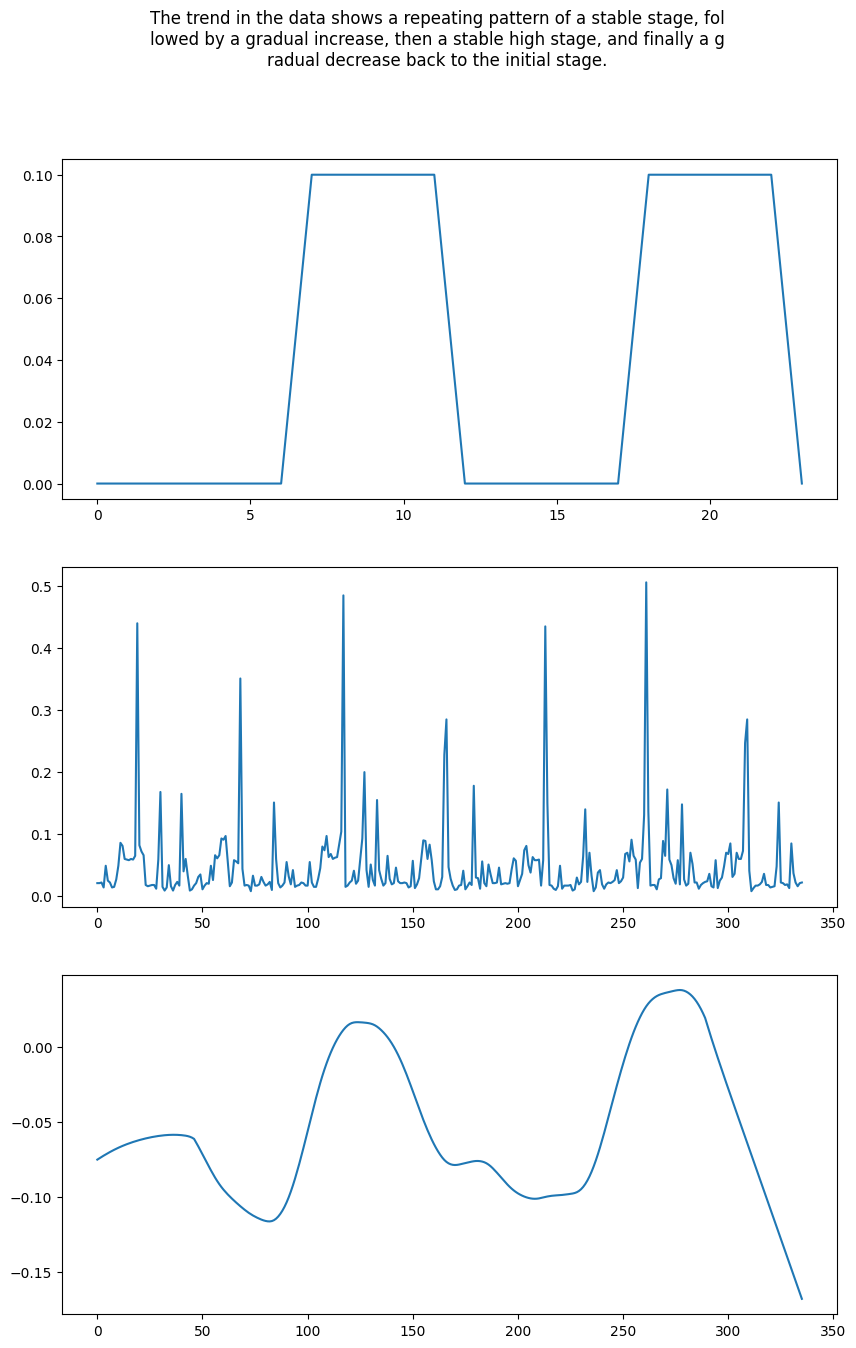 The trend in the data shows a repeating pattern of a stable stage, fol
lowed by a gradual increase, then a stable high stage, and finally a g
radual decrease back to the initial stage.
0.10
0.08
0.06
0.04
0.02
0.00
0 5 10 15 20
0.5
0.4
0.3
0.2
0.1
0.0
0 50 100 150 200 250 300 350
0.00
−0.05
−0.10
−0.15
0 50 100 150 200 250 300 350